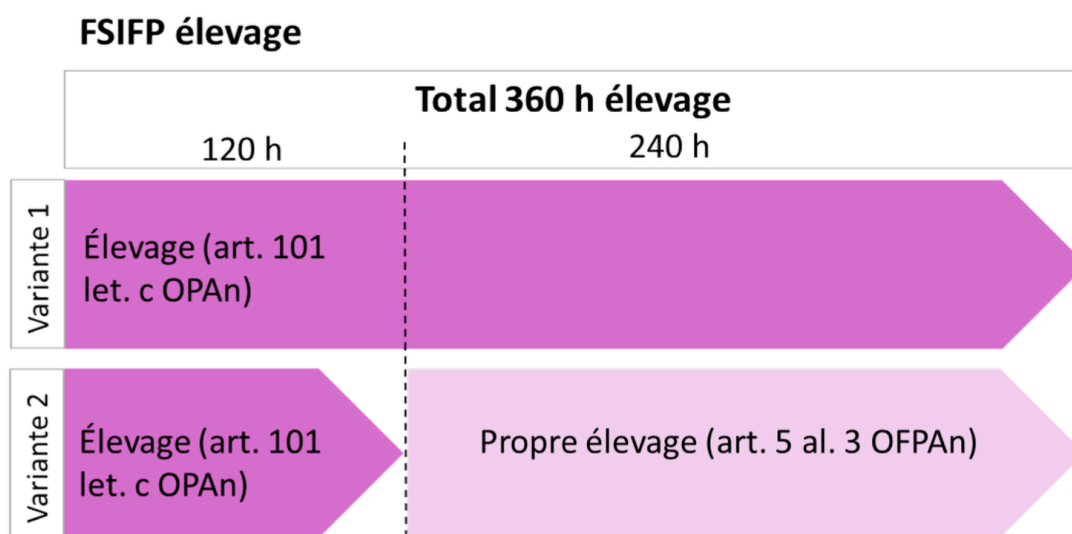 FSIFP élevage
Total 360 h élevage
120 h
240 h
Variante 1
Élevage (art. 101
let. c OPAn)
Variante 2
Élevage (art. 101
let. c OPAn)
Propre élevage (art. 5 al. 3 OFPAn)